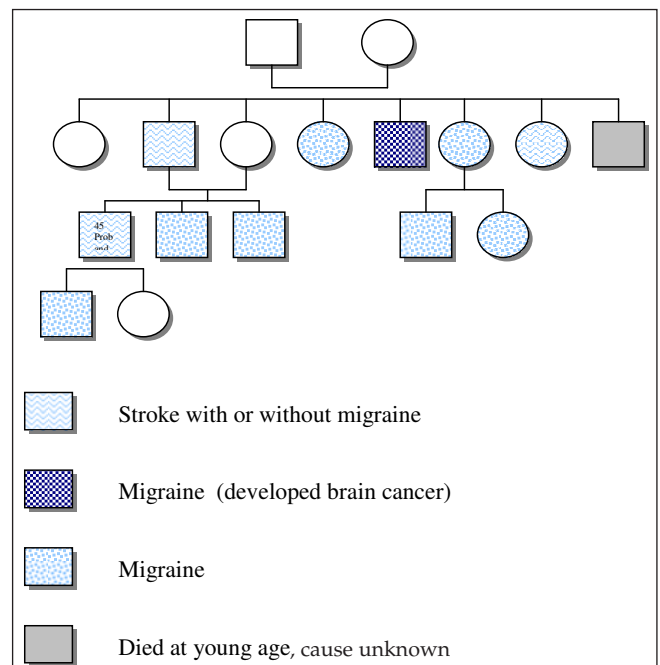 45
Prob
and
Stroke with or without migraine
Migraine (developed brain cancer)
Migraine
Died at young age, cause unknown